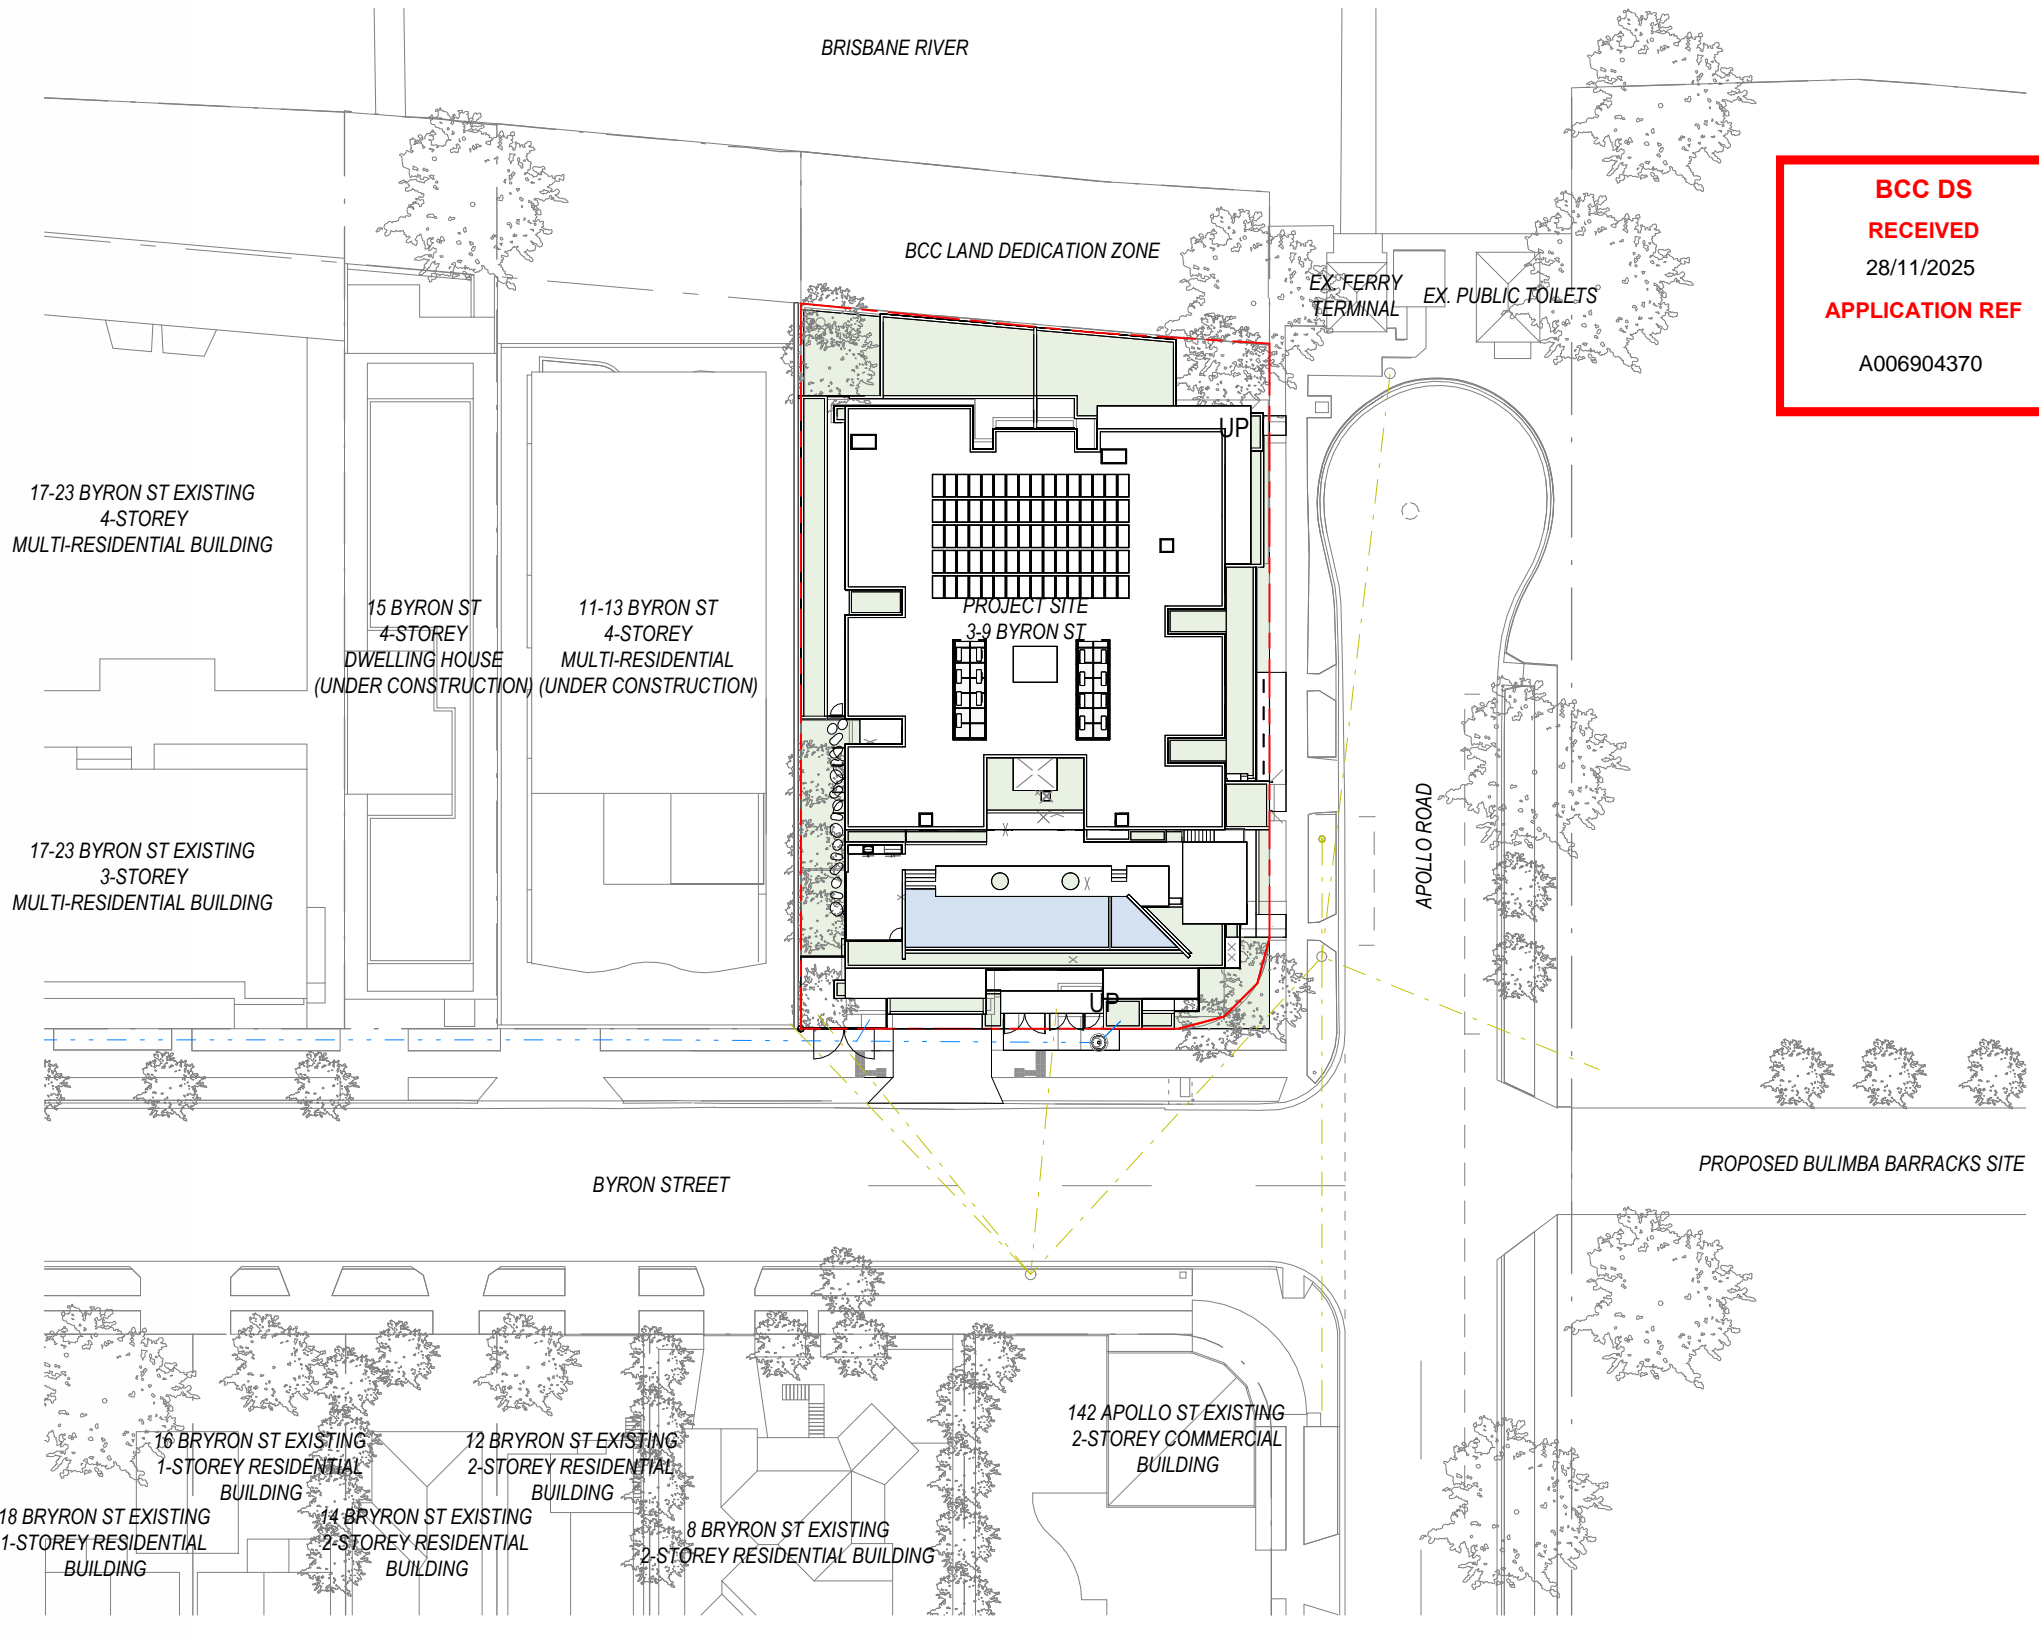 BRISBANE RIVER
BCC DS
RECEIVED
28/11/2025
APPLICATION REF
A006904370
BCC LAND DEDICATION ZONE
EX. FERRY
TERMINAL
EX. PUBLIC TOILETS
UP
17-23 BYRON ST EXISTING
4-STOREY
MULTI-RESIDENTIAL BUILDING
15 BYRON ST
4-STOREY
DWELLING HOUSE
(UNDER CONSTRUCTION)
11-13 BYRON ST
4-STOREY
MULTI-RESIDENTIAL
(UNDER CONSTRUCTION)
PROJECT SITE
3-9 BYRON ST
17-23 BYRON ST EXISTING
3-STOREY
MULTI-RESIDENTIAL BUILDING
APOLLO ROAD
UP
BYRON STREET
PROPOSED BULIMBA BARRACKS SITE
16 BRYRON ST EXISTING
1-STOREY RESIDENTIAL
BUILDING
12 BRYRON ST EXISTING
2-STOREY RESIDENTIAL
BUILDING
142 APOLLO ST EXISTING
2-STOREY COMMERCIAL
BUILDING
18 BRYRON ST EXISTING
1-STOREY RESIDENTIAL
BUILDING
14 BRYRON ST EXISTING
2-STOREY RESIDENTIAL
BUILDING
8 BRYRON ST EXISTING
2-STOREY RESIDENTIAL BUILDING